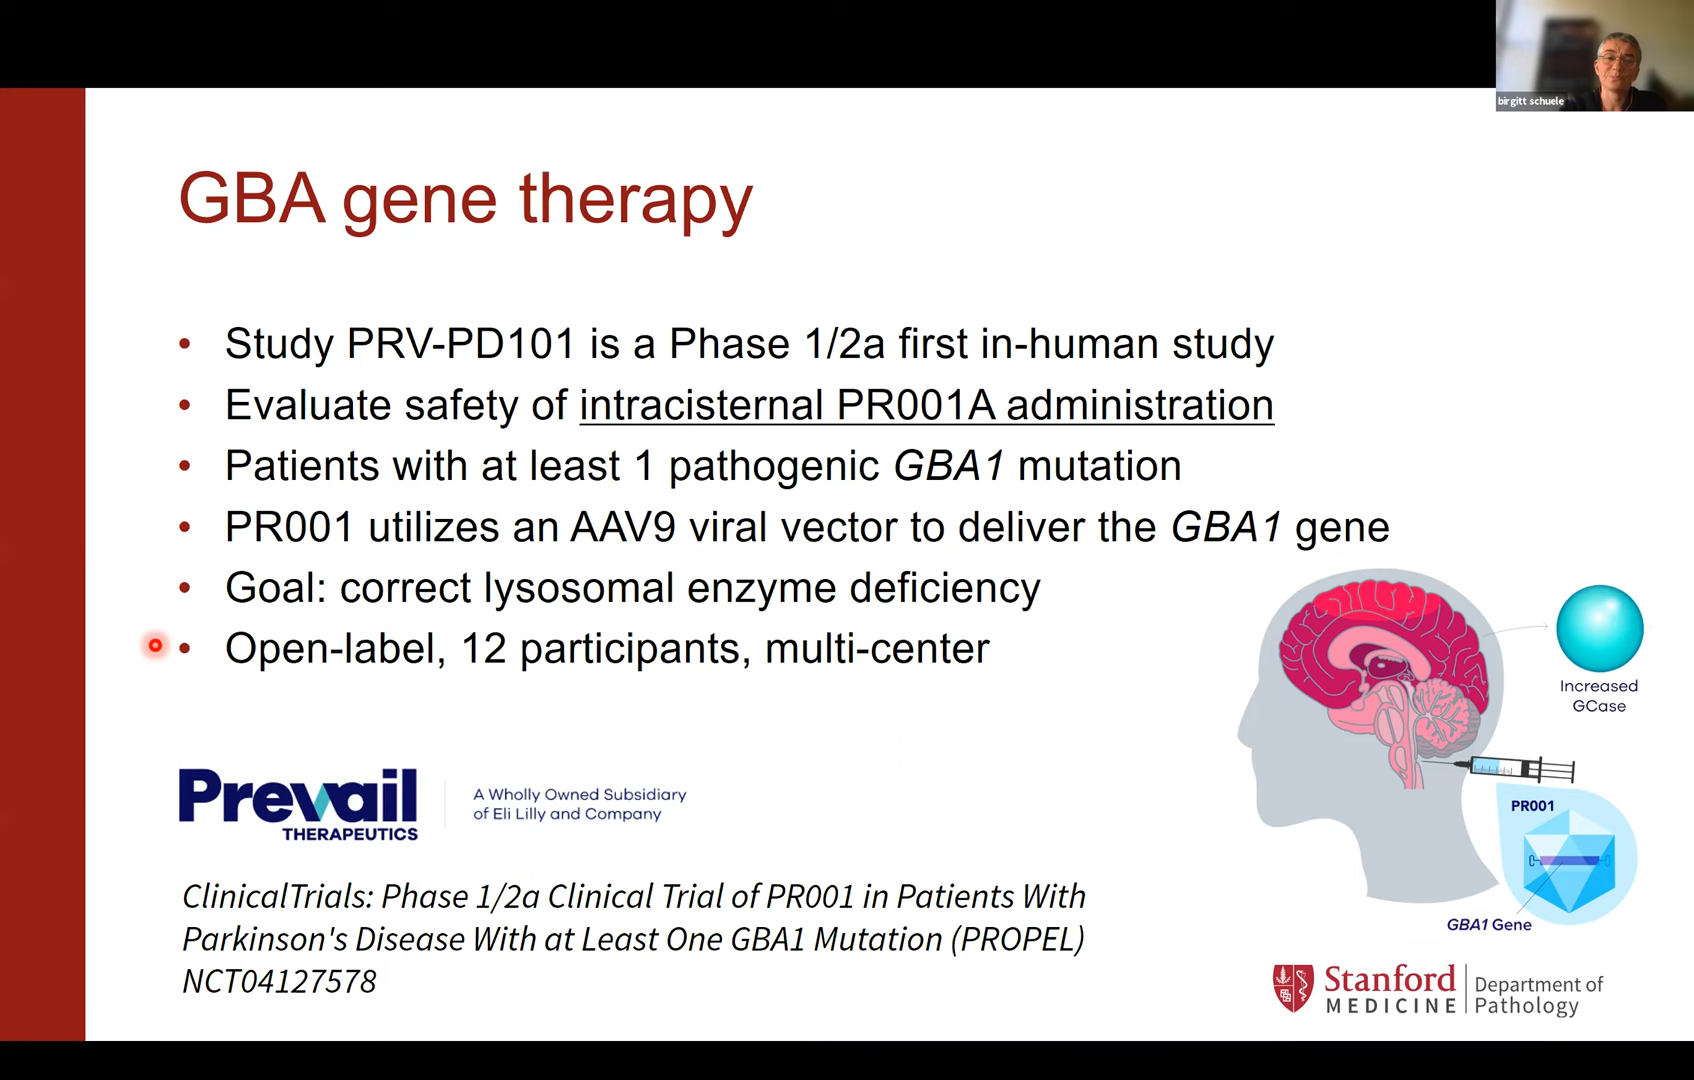 birgitt schuele
GBA gene therapy
• Study PRV-PD101 is a Phase 1/2a first in-human study
• Evaluate safety of intracisternal PR001A administration
• Patients with at least 1 pathogenic GBA1 mutation
• PR001 utilizes an AAV9 viral vector to deliver the GBA1 gene
• Goal: correct lysosomal enzyme deficiency
• Open-label, 12 participants, multi-center
Increased
GCase
PR001
GBA1 Gene
Prevail
THERAPEUTICS
A Wholly Owned Subsidiary
of Eli Lilly and Company
ClinicalTrials: Phase 1/2a Clinical Trial of PR001 in Patients With
Parkinson's Disease With at Least One GBA1 Mutation (PROPEL)
NCT04127578
Stanford
MEDICINE
Department of
Pathology